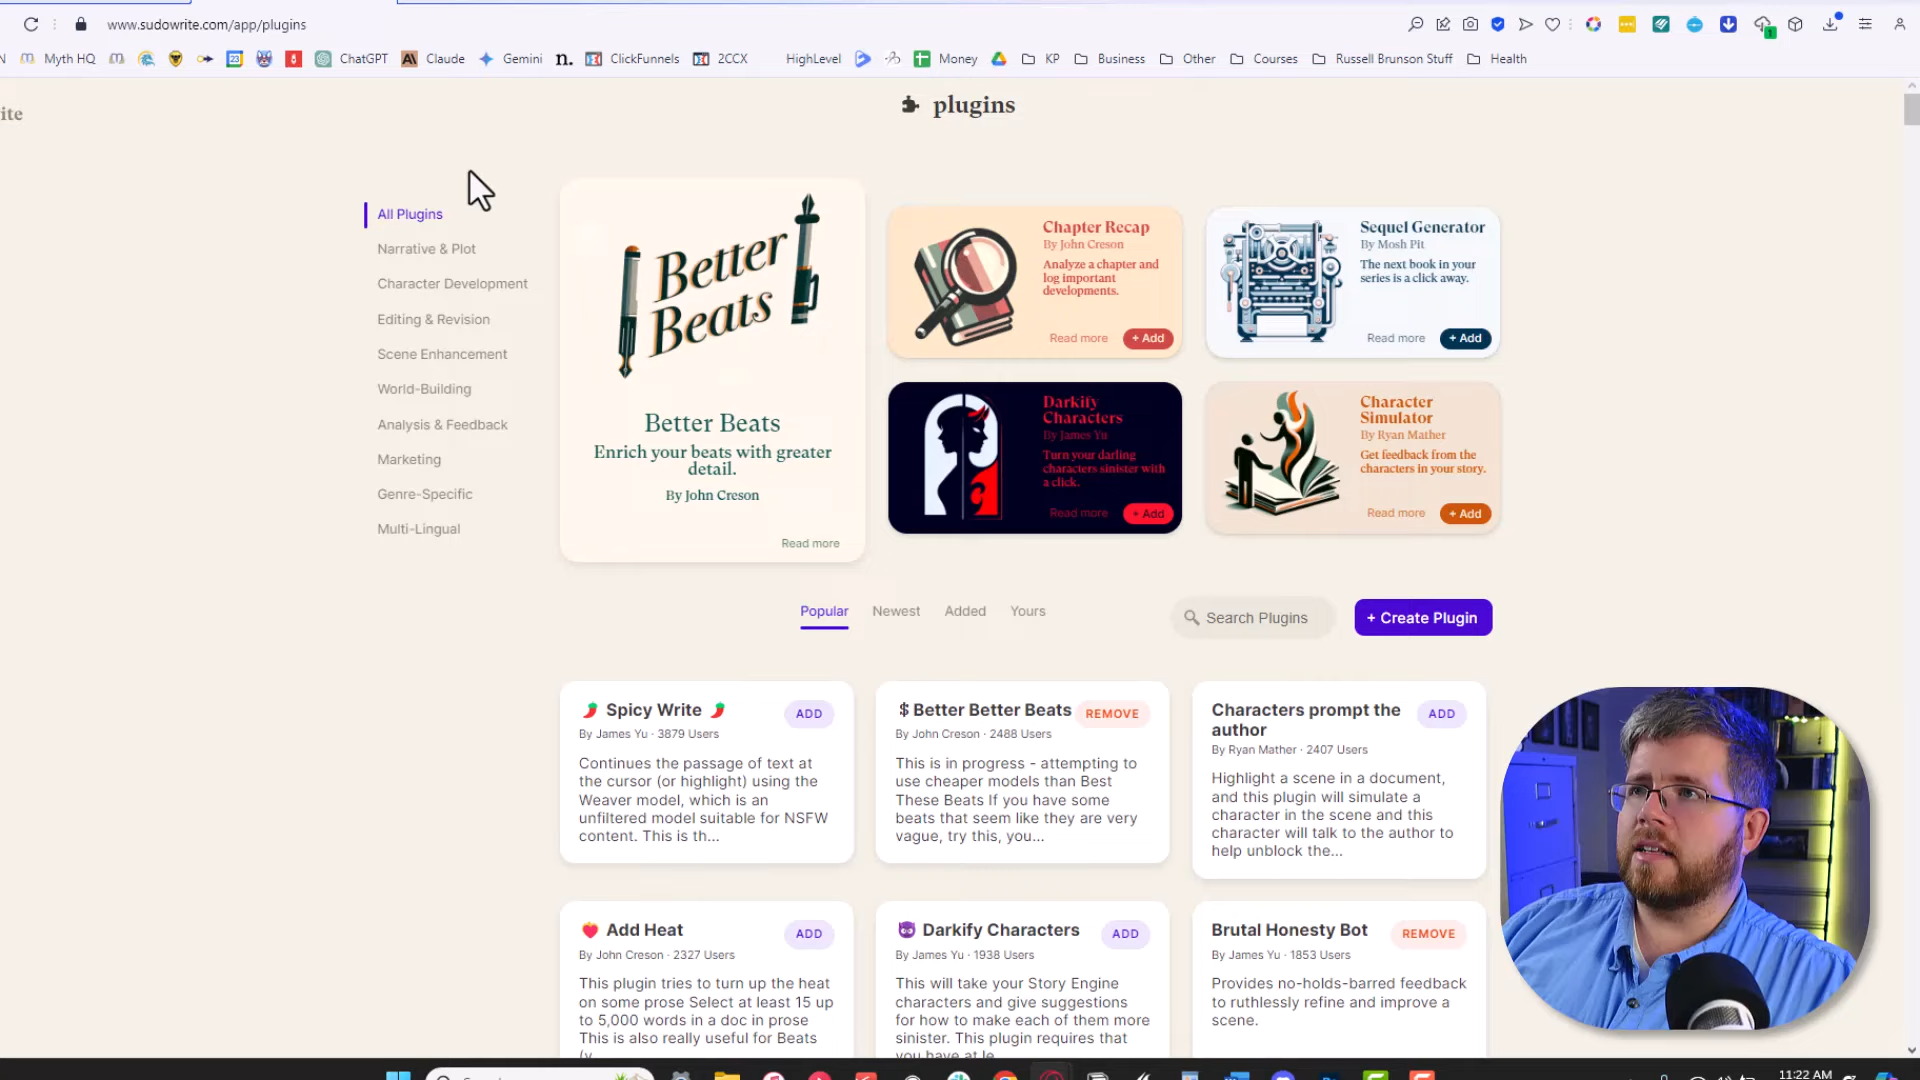 www.sudowrite.com/app/plugins
Myth HQ
ChatGPT
Claude
Gemini
n.
ClickFunnels
2CCX
HighLevel
Money
KP
Business
Other
Courses
Russell Brunson Stuff
Health
ite
plugins
All Plugins
Narrative & Plot
Character Development
Editing & Revision
Scene Enhancement
World-Building
Analysis & Feedback
Marketing
Genre-Specific
Multi-Lingual
Better
Beats
Better Beats
Enrich your beats with greater
detail.
By John Creson
Read more
Chapter Recap
By John Creson
Analyze a chapter and
log important
developments.
Read more
+ Add
Sequel Generator
By Mosh Pit
The next book in your
series is a click away.
Read more
+ Add
Darkify
Characters
By James Yu
Turn your darling
characters sinister with
a click.
Read more
+ Add
Character
Simulator
By Ryan Mather
Get feedback from the
characters in your story.
Read more
+ Add
Popular
Newest
Added
Yours
Search Plugins
+ Create Plugin
🌶️ Spicy Write 🌶️
ADD
By James Yu · 3879 Users
Continues the passage of text at
the cursor (or highlight) using the
Weaver model, which is an
unfiltered model suitable for NSFW
content. This is th...
$ Better Better Beats
REMOVE
By John Creson · 2488 Users
This is in progress - attempting to
use cheaper models than Best
These Beats If you have some
beats that seem like they are very
vague, try this, you...
Characters prompt the
author
ADD
By Ryan Mather · 2407 Users
Highlight a scene in a document,
and this plugin will simulate a
character in the scene and this
character will talk to the author to
help unblock the...
Add Heat
ADD
By John Creson · 2327 Users
This plugin tries to turn up the heat
on some prose Select at least 15 up
to 5,000 words in a doc in prose
This is also really useful for Beats
(v
😈 Darkify Characters
ADD
By James Yu · 1938 Users
This will take your Story Engine
characters and give suggestions
for how to make each of them more
sinister. This plugin requires that
you have at le
Brutal Honesty Bot
REMOVE
By James Yu · 1853 Users
Provides no-holds-barred feedback
to ruthlessly refine and improve a
scene.
11:22 AM